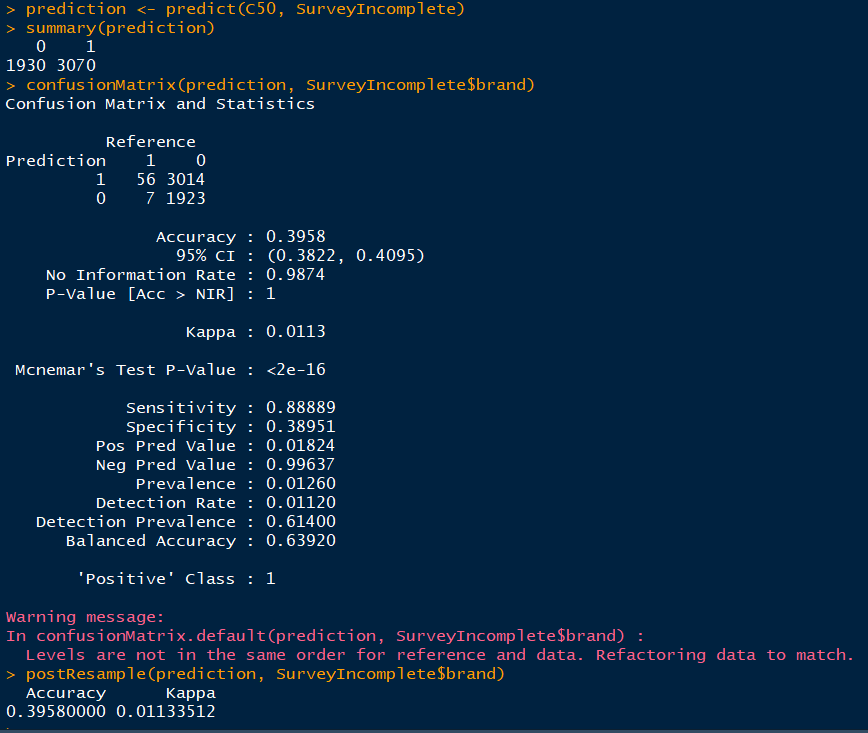 > prediction <- predict(C50, SurveyIncomplete)
> summary(prediction)
   0    1
1930 3070
> confusionMatrix(prediction, SurveyIncomplete$brand)
Confusion Matrix and Statistics
          Reference
Prediction    1    0
         1   56 3014
         0    7 1923
               Accuracy : 0.3958
                 95% CI : (0.3822, 0.4095)
    No Information Rate : 0.9874
    P-Value [Acc > NIR] : 1
                  Kappa : 0.0113
 Mcnemar's Test P-Value : <2e-16
            Sensitivity : 0.88889
            Specificity : 0.38951
         Pos Pred Value : 0.01824
         Neg Pred Value : 0.99637
             Prevalence : 0.01260
         Detection Rate : 0.01120
   Detection Prevalence : 0.61400
      Balanced Accuracy : 0.63920
       'Positive' Class : 1
Warning message:
In confusionMatrix.default(prediction, SurveyIncomplete$brand) :
  Levels are not in the same order for reference and data. Refactoring data to match.
> postResample(prediction, SurveyIncomplete$brand)
  Accuracy      Kappa
0.39580000 0.01133512